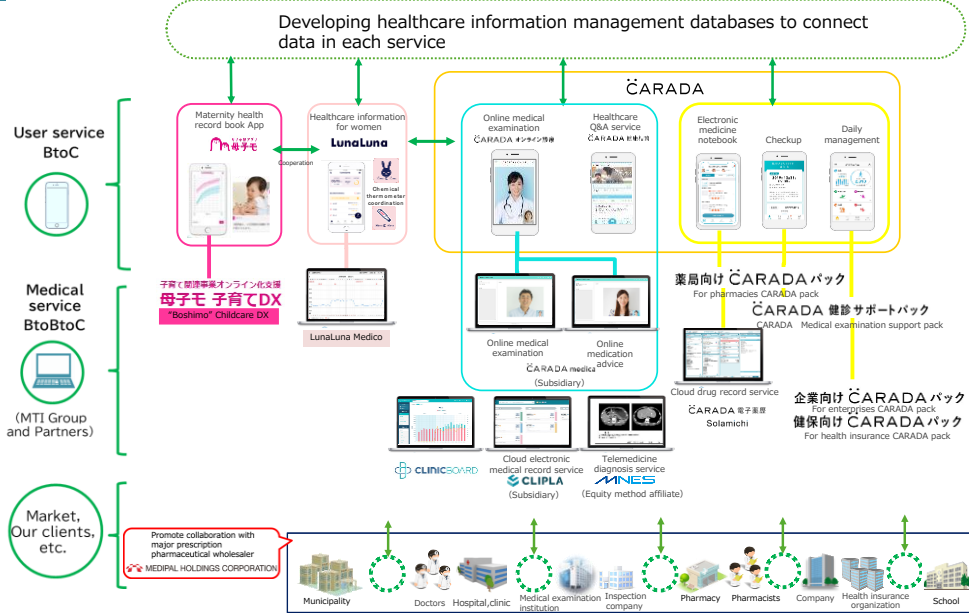 Developing healthcare information management databases to connect
data in each service
CARADA
User service
BtoC
Maternity health
record book App
母子モ
Cooperation
Healthcare information
for women
LunaLuna
Chemical
thermometer
coordination
Online medical
examination
CARADA オンライン診療
Healthcare
Q&A service
CARADA 健康相談
Electronic
medicine
notebook
Checkup
Daily
management
Medical
service
BtoBtoC
(MTI Group
and Partners)
子育て関連事業オンライン化支援
母子モ 子育てDX
"Boshimo" Childcare DX
LunaLuna Medico
Online medical
examination
Online
medication
advice
CARADA medica
(Subsidiary)
薬局向け CARADA パック
For pharmacies CARADA pack
CARADA 健診サポートパック
CARADA Medical examination support pack
Cloud drug record service
CARADA 電子薬歴
Solamichi
企業向け CARADA パック
For enterprises CARADA pack
健保向け CARADA パック
For health insurance CARADA pack
CLINICBOARD
Cloud electronic
medical record service
CLIPLA
(Subsidiary)
Telemedicine
diagnosis service
MNES
(Equity method affiliate)
Market,
Our clients,
etc.
Promote collaboration with
major prescription
pharmaceutical wholesaler
MEDIPAL HOLDINGS CORPORATION
Municipality
Doctors
Hospital,clinic
Medical examination
institution
Inspection
company
Pharmacy
Pharmacists
Company
Health insurance
organization
School